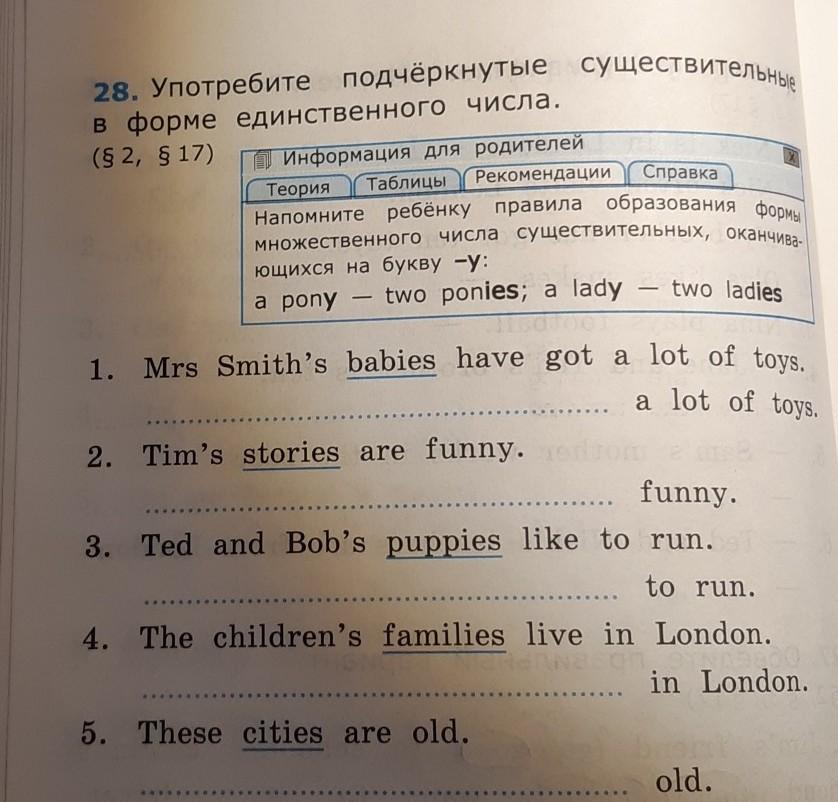 28. Употребите подчёркнутые существительные
в форме единственного числа.
(§ 2, § 17)
Информация для родителей
x
Теория Таблицы Рекомендации Справка
Напомните ребёнку правила образования формы
множественного числа существительных, оканчива-
ющихся на букву –y:
a pony — two ponies; a lady — two ladies
1. Mrs Smith's babies have got a lot of toys.
............................................................ a lot of toys.
2. Tim's stories are funny.
............................................................ funny.
3. Ted and Bob's puppies like to run.
............................................................ to run.
4. The children's families live in London.
............................................................ in London.
5. These cities are old.
............................................................ old.